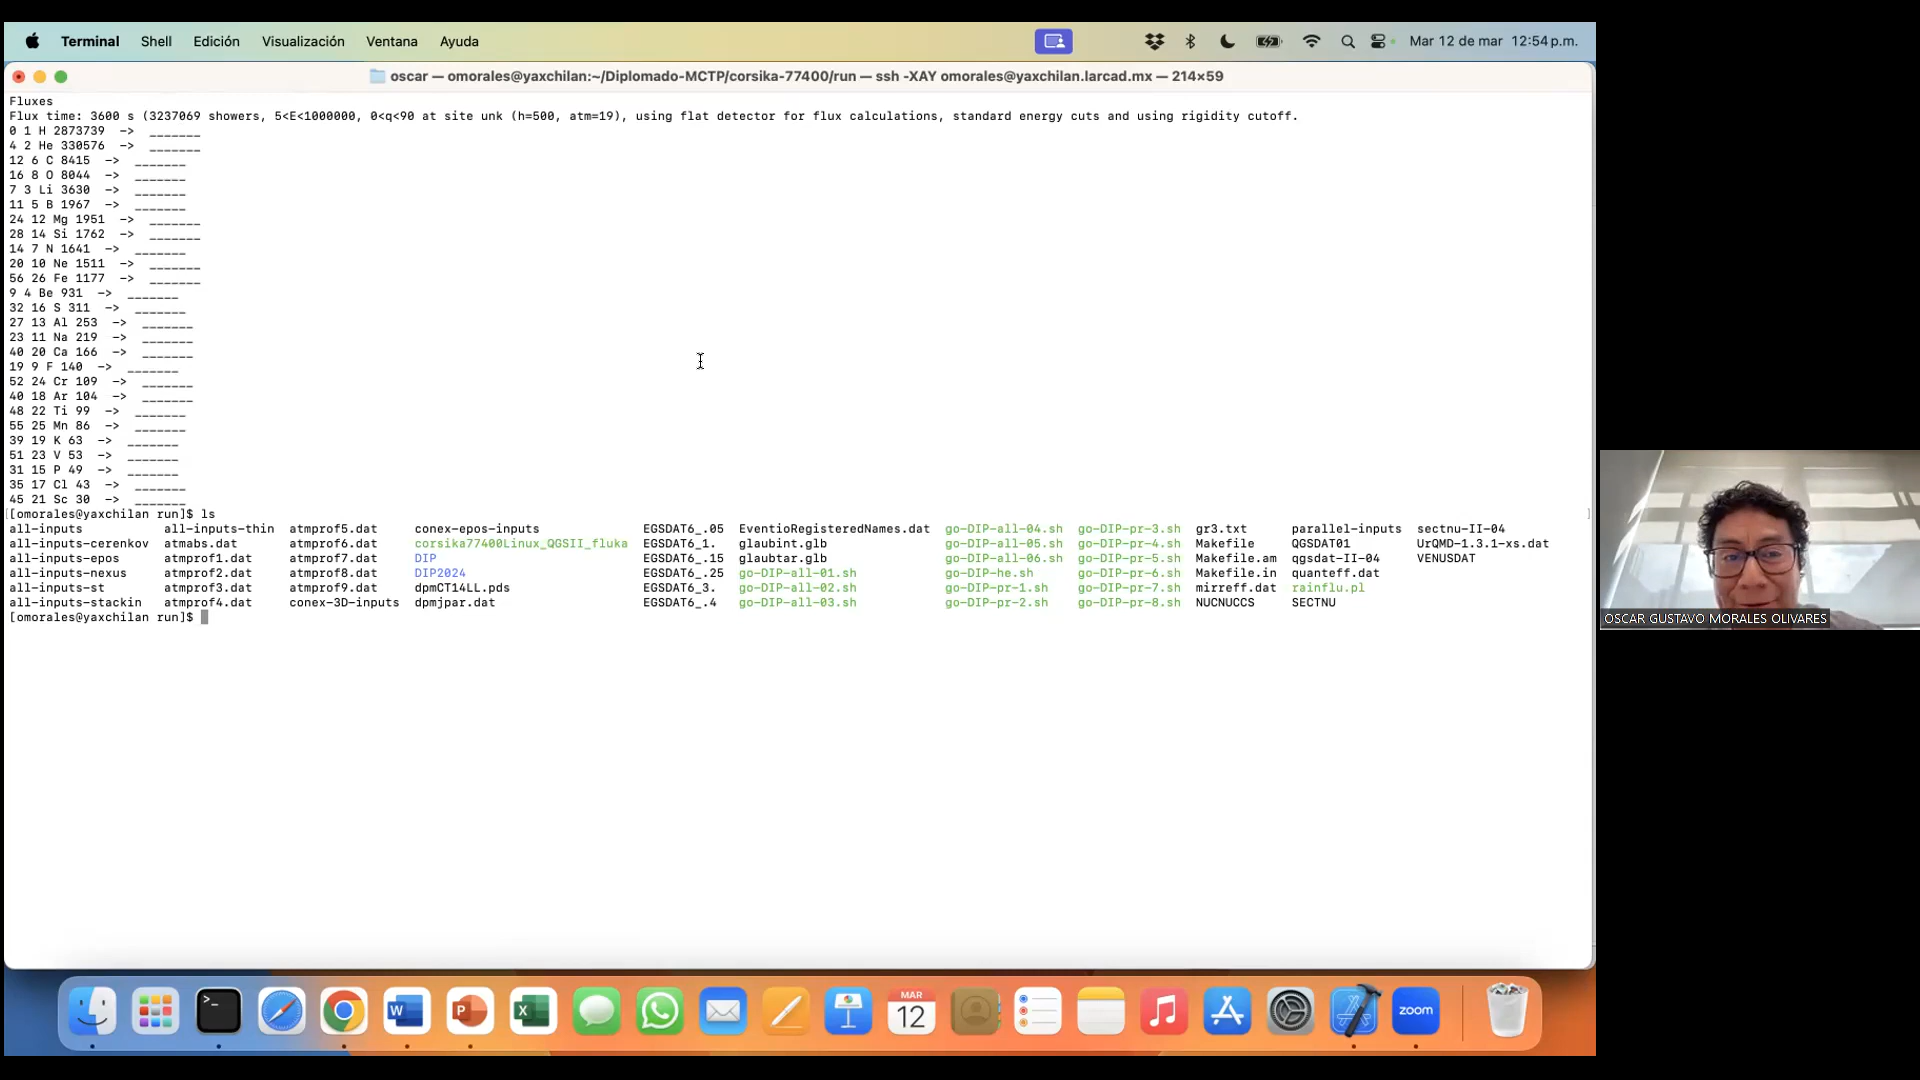 Terminal Shell Edición Visualización Ventana Ayuda Mar 12 de mar 12:54 p.m.
oscar — omorales@yaxchilan:~/Diplomado-MCTP/corsika-77400/run — ssh -XAY omorales@yaxchilan.larcad.mx — 214×59
Fluxes
Flux time: 3600 s (3237069 showers, 5<E<1000000, 0<q<90 at site unk (h=500, atm=19), using flat detector for flux calculations, standard energy cuts and using rigidity cutoff.
0 1 H 2873739 -> _______
4 2 He 330576 -> _______
12 6 C 8415 -> _______
16 8 O 8044 -> _______
7 3 Li 3630 -> _______
11 5 B 1967 -> _______
24 12 Mg 1951 -> _______
28 14 Si 1762 -> _______
14 7 N 1641 -> _______
20 10 Ne 1511 -> _______
56 26 Fe 1177 -> _______
9 4 Be 931 -> _______
32 16 S 311 -> _______
27 13 Al 253 -> _______
23 11 Na 219 -> _______
40 20 Ca 166 -> _______
19 9 F 140 -> _______
52 24 Cr 109 -> _______
40 18 Ar 104 -> _______
48 22 Ti 99 -> _______
55 25 Mn 86 -> _______
39 19 K 63 -> _______
51 23 V 53 -> _______
31 15 P 49 -> _______
35 17 Cl 43 -> _______
45 21 Sc 30 -> _______
[omorales@yaxchilan run]$ ls
all-inputs all-inputs-thin atmprof5.dat conex-epos-inputs EGSDAT6_.05 EventioRegisteredNames.dat go-DIP-all-04.sh go-DIP-pr-3.sh gr3.txt parallel-inputs sectnu-II-04
all-inputs-cerenkov atmabs.dat atmprof6.dat corsika77400Linux_QGSII_fluka EGSDAT6_1. glaubint.glb go-DIP-all-05.sh go-DIP-pr-4.sh Makefile QGSDAT01 UrQMD-1.3.1-xs.dat
all-inputs-epos atmprof1.dat atmprof7.dat DIP EGSDAT6_.15 glaubtar.glb go-DIP-all-06.sh go-DIP-pr-5.sh Makefile.am qgsdat-II-04 VENUSDAT
all-inputs-nexus atmprof2.dat atmprof8.dat DIP2024 EGSDAT6_.25 go-DIP-all-01.sh go-DIP-he.sh go-DIP-pr-6.sh Makefile.in quanteff.dat
all-inputs-st atmprof3.dat atmprof9.dat dpmCT14LL.pds EGSDAT6_3. go-DIP-all-02.sh go-DIP-pr-1.sh go-DIP-pr-7.sh mirreff.dat rainflu.pl
all-inputs-stackin atmprof4.dat conex-3D-inputs dpmjpar.dat EGSDAT6_.4 go-DIP-all-03.sh go-DIP-pr-2.sh go-DIP-pr-8.sh NUCNUCCS SECTNU
[omorales@yaxchilan run]$
OSCAR GUSTAVO MORALES OLIVARES
MAR
12
zoom